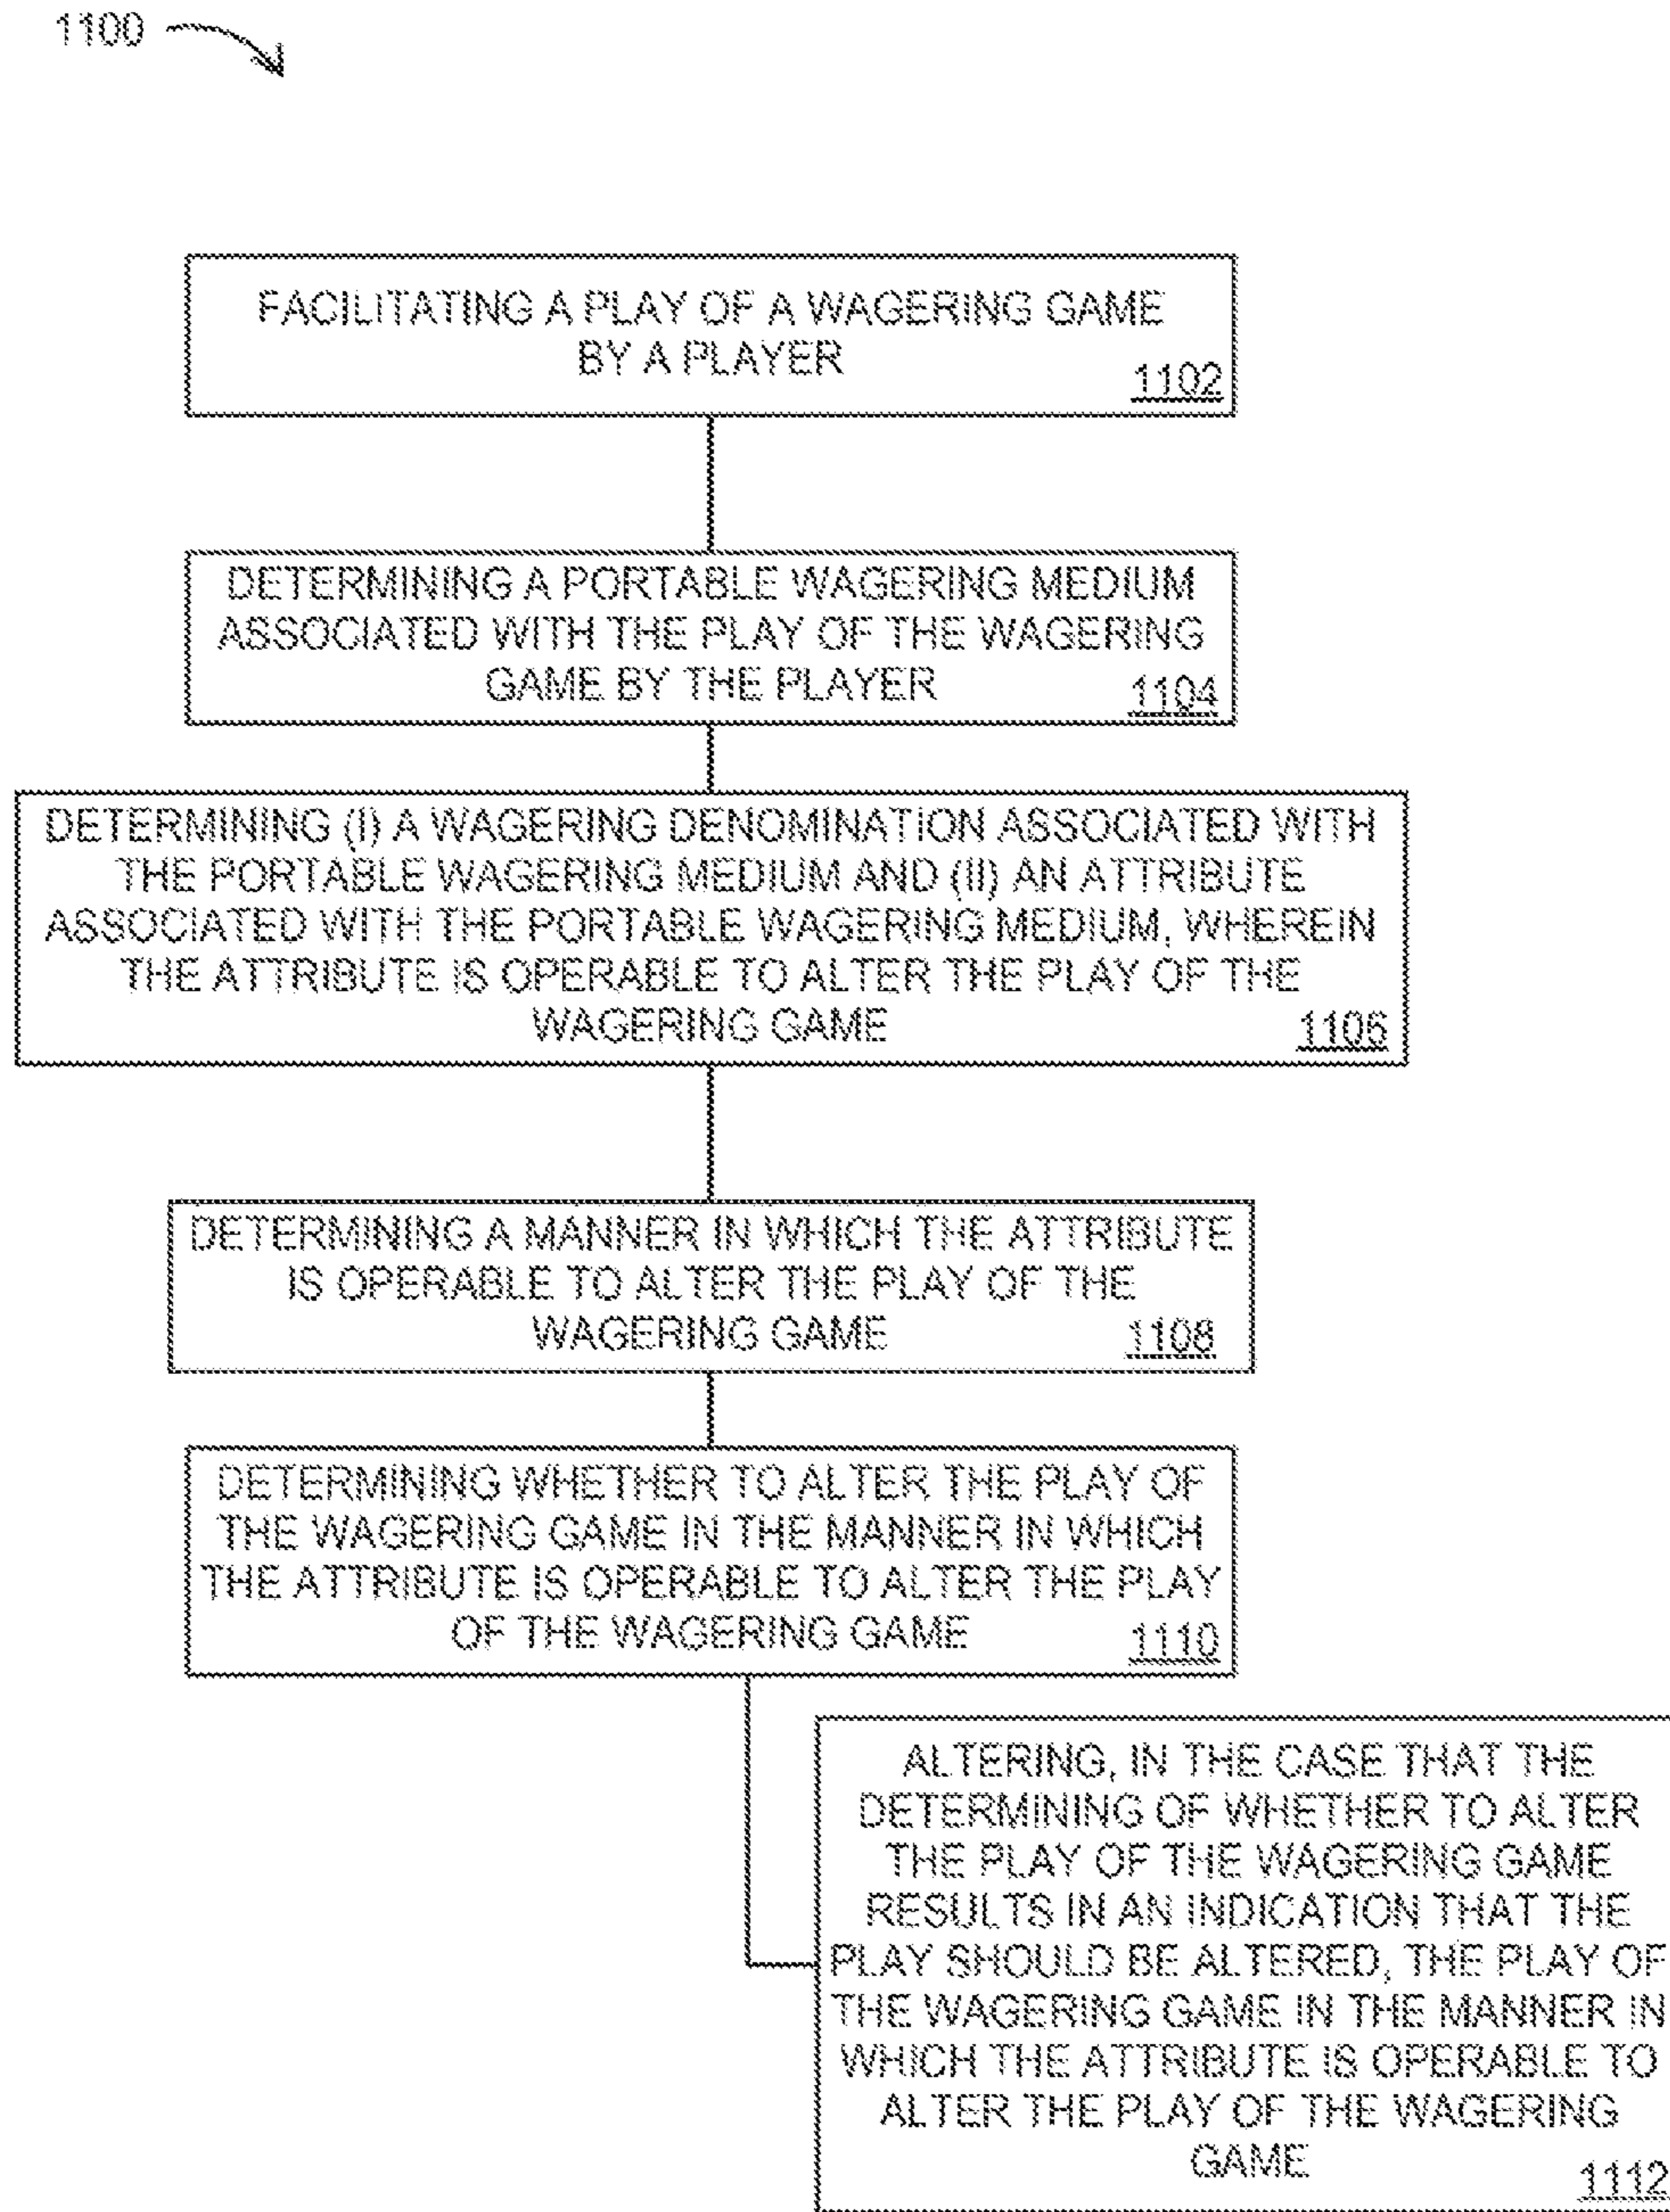 1100
FACILITATING A PLAY OF A WAGERING GAME
BY A PLAYER
1102
DETERMINING A PORTABLE WAGERING MEDIUM
ASSOCIATED WITH THE PLAY OF THE WAGERING
GAME BY THE PLAYER
1104
DETERMINING (I) A WAGERING DENOMINATION ASSOCIATED WITH
THE PORTABLE WAGERING MEDIUM AND (II) AN ATTRIBUTE
ASSOCIATED WITH THE PORTABLE WAGERING MEDIUM, WHEREIN
THE ATTRIBUTE IS OPERABLE TO ALTER THE PLAY OF THE
WAGERING GAME
1106
DETERMINING A MANNER IN WHICH THE ATTRIBUTE
IS OPERABLE TO ALTER THE PLAY OF THE
WAGERING GAME
1108
DETERMINING WHETHER TO ALTER THE PLAY OF
THE WAGERING GAME IN THE MANNER IN WHICH
THE ATTRIBUTE IS OPERABLE TO ALTER THE PLAY
OF THE WAGERING GAME
1110
ALTERING, IN THE CASE THAT THE
DETERMINING OF WHETHER TO ALTER
THE PLAY OF THE WAGERING GAME
RESULTS IN AN INDICATION THAT THE
PLAY SHOULD BE ALTERED, THE PLAY OF
THE WAGERING GAME IN THE MANNER IN
WHICH THE ATTRIBUTE IS OPERABLE TO
ALTER THE PLAY OF THE WAGERING
GAME
1112